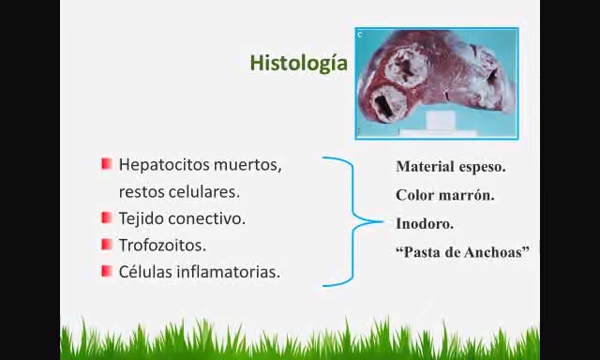 Histología
Hepatocitos muertos,
restos celulares.
Tejido conectivo.
Trofozoitos.
Células inflamatorias.
Material espeso.
Color marrón.
Inodoro.
“Pasta de Anchoas”
C